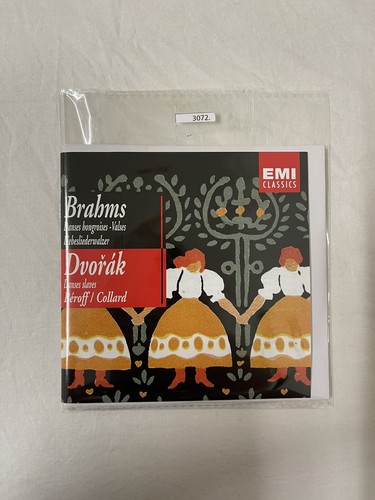 3072.
EMI
CLASSICS
Brahms
Danses hongroises · Valses
Liebesliederwalzer
Dvořák
Danses slaves
Béroff / Collard